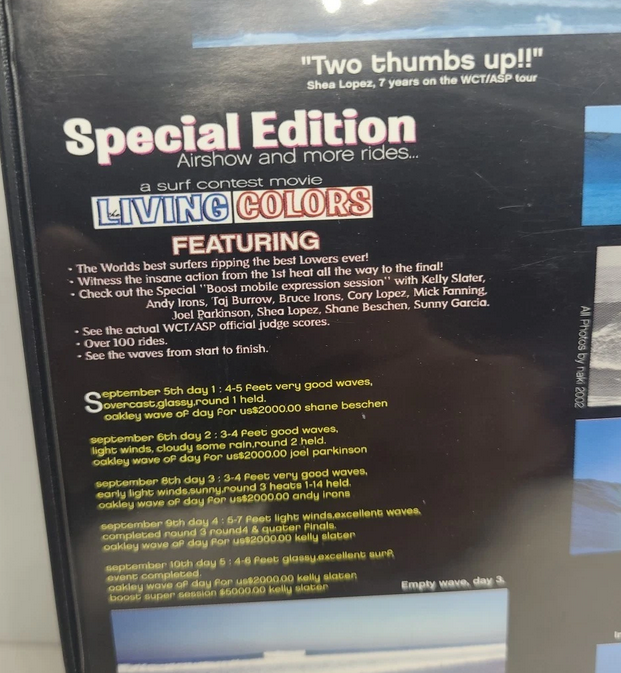 "Two thumbs up!!"
Shea Lopez, 7 years on the WCT/ASP tour
Special Edition
Airshow and more rides...
a surf contest movie
the LIVING COLORS
FEATURING
• The Worlds best surfers ripping the best Lowers ever!
• Witness the insane action from the 1st heat all the way to the final!
• Check out the Special "Boost mobile expression session" with Kelly Slater,
Andy Irons, Taj Burrow, Bruce Irons, Cory Lopez, Mick Fanning,
Joel Parkinson, Shea Lopez, Shane Beschen, Sunny Garcia.
• See the actual WCT/ASP official judge scores.
• Over 100 rides.
• See the waves from start to finish.
September 5th day 1 : 4-5 feet very good waves,
overcast,glassy,round 1 held.
oakley wave of day for us$2000.00 shane beschen
september 6th day 2 : 3-4 feet good waves,
light winds, cloudy some rain,round 2 held.
oakley wave of day for us$2000.00 joel parkinson
september 8th day 3 : 3-4 feet very good waves,
early light winds,sunny,round 3 heats 1-14 held.
oakley wave of day for us$2000.00 andy irons
september 9th day 4 : 5-7 feet light winds,excellent waves,
completed round 3 round4 & quater finals.
oakley wave of day for us$2000.00 kelly slater
september 10th day 5 : 4-6 feet glassy,excellent surf,
event completed.
oakley wave of day for us$2000.00 kelly slater,
boost super session $5000.00 kelly slater
Empty wave, day 3.
All Photos by naki 2002